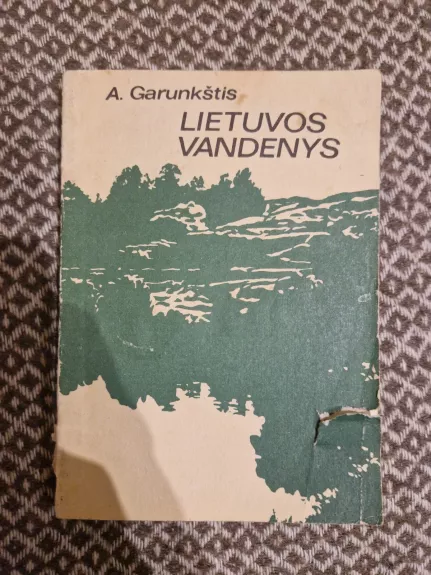 A. Garunkštis
LIETUVOS
VANDENYS